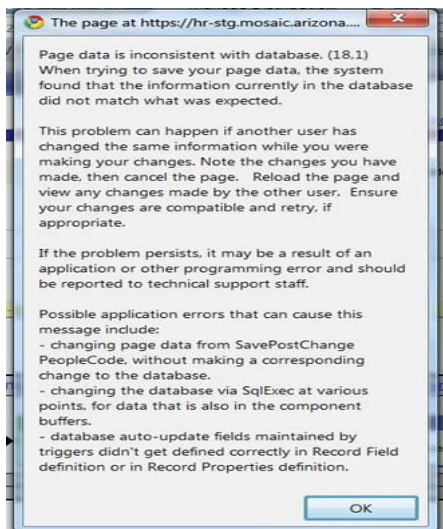 The page at https://hr-stg.mosaic.arizona....
Page data is inconsistent with database. (18,1)
When trying to save your page data, the system
found that the information currently in the database
did not match what was expected.
This problem can happen if another user has
changed the same information while you were
making your changes. Note the changes you have
made, then cancel the page. Reload the page and
view any changes made by the other user. Ensure
your changes are compatible and retry, if
appropriate.
If the problem persists, it may be a result of an
application or other programming error and should
be reported to technical support staff.
Possible application errors that can cause this
message include:
- changing page data from SavePostChange
PeopleCode, without making a corresponding
change to the database.
- changing the database via SqlExec at various
points, for data that is also in the component
buffers.
- database auto-update fields maintained by
triggers didn't get defined correctly in Record Field
definition or in Record Properties definition.
OK